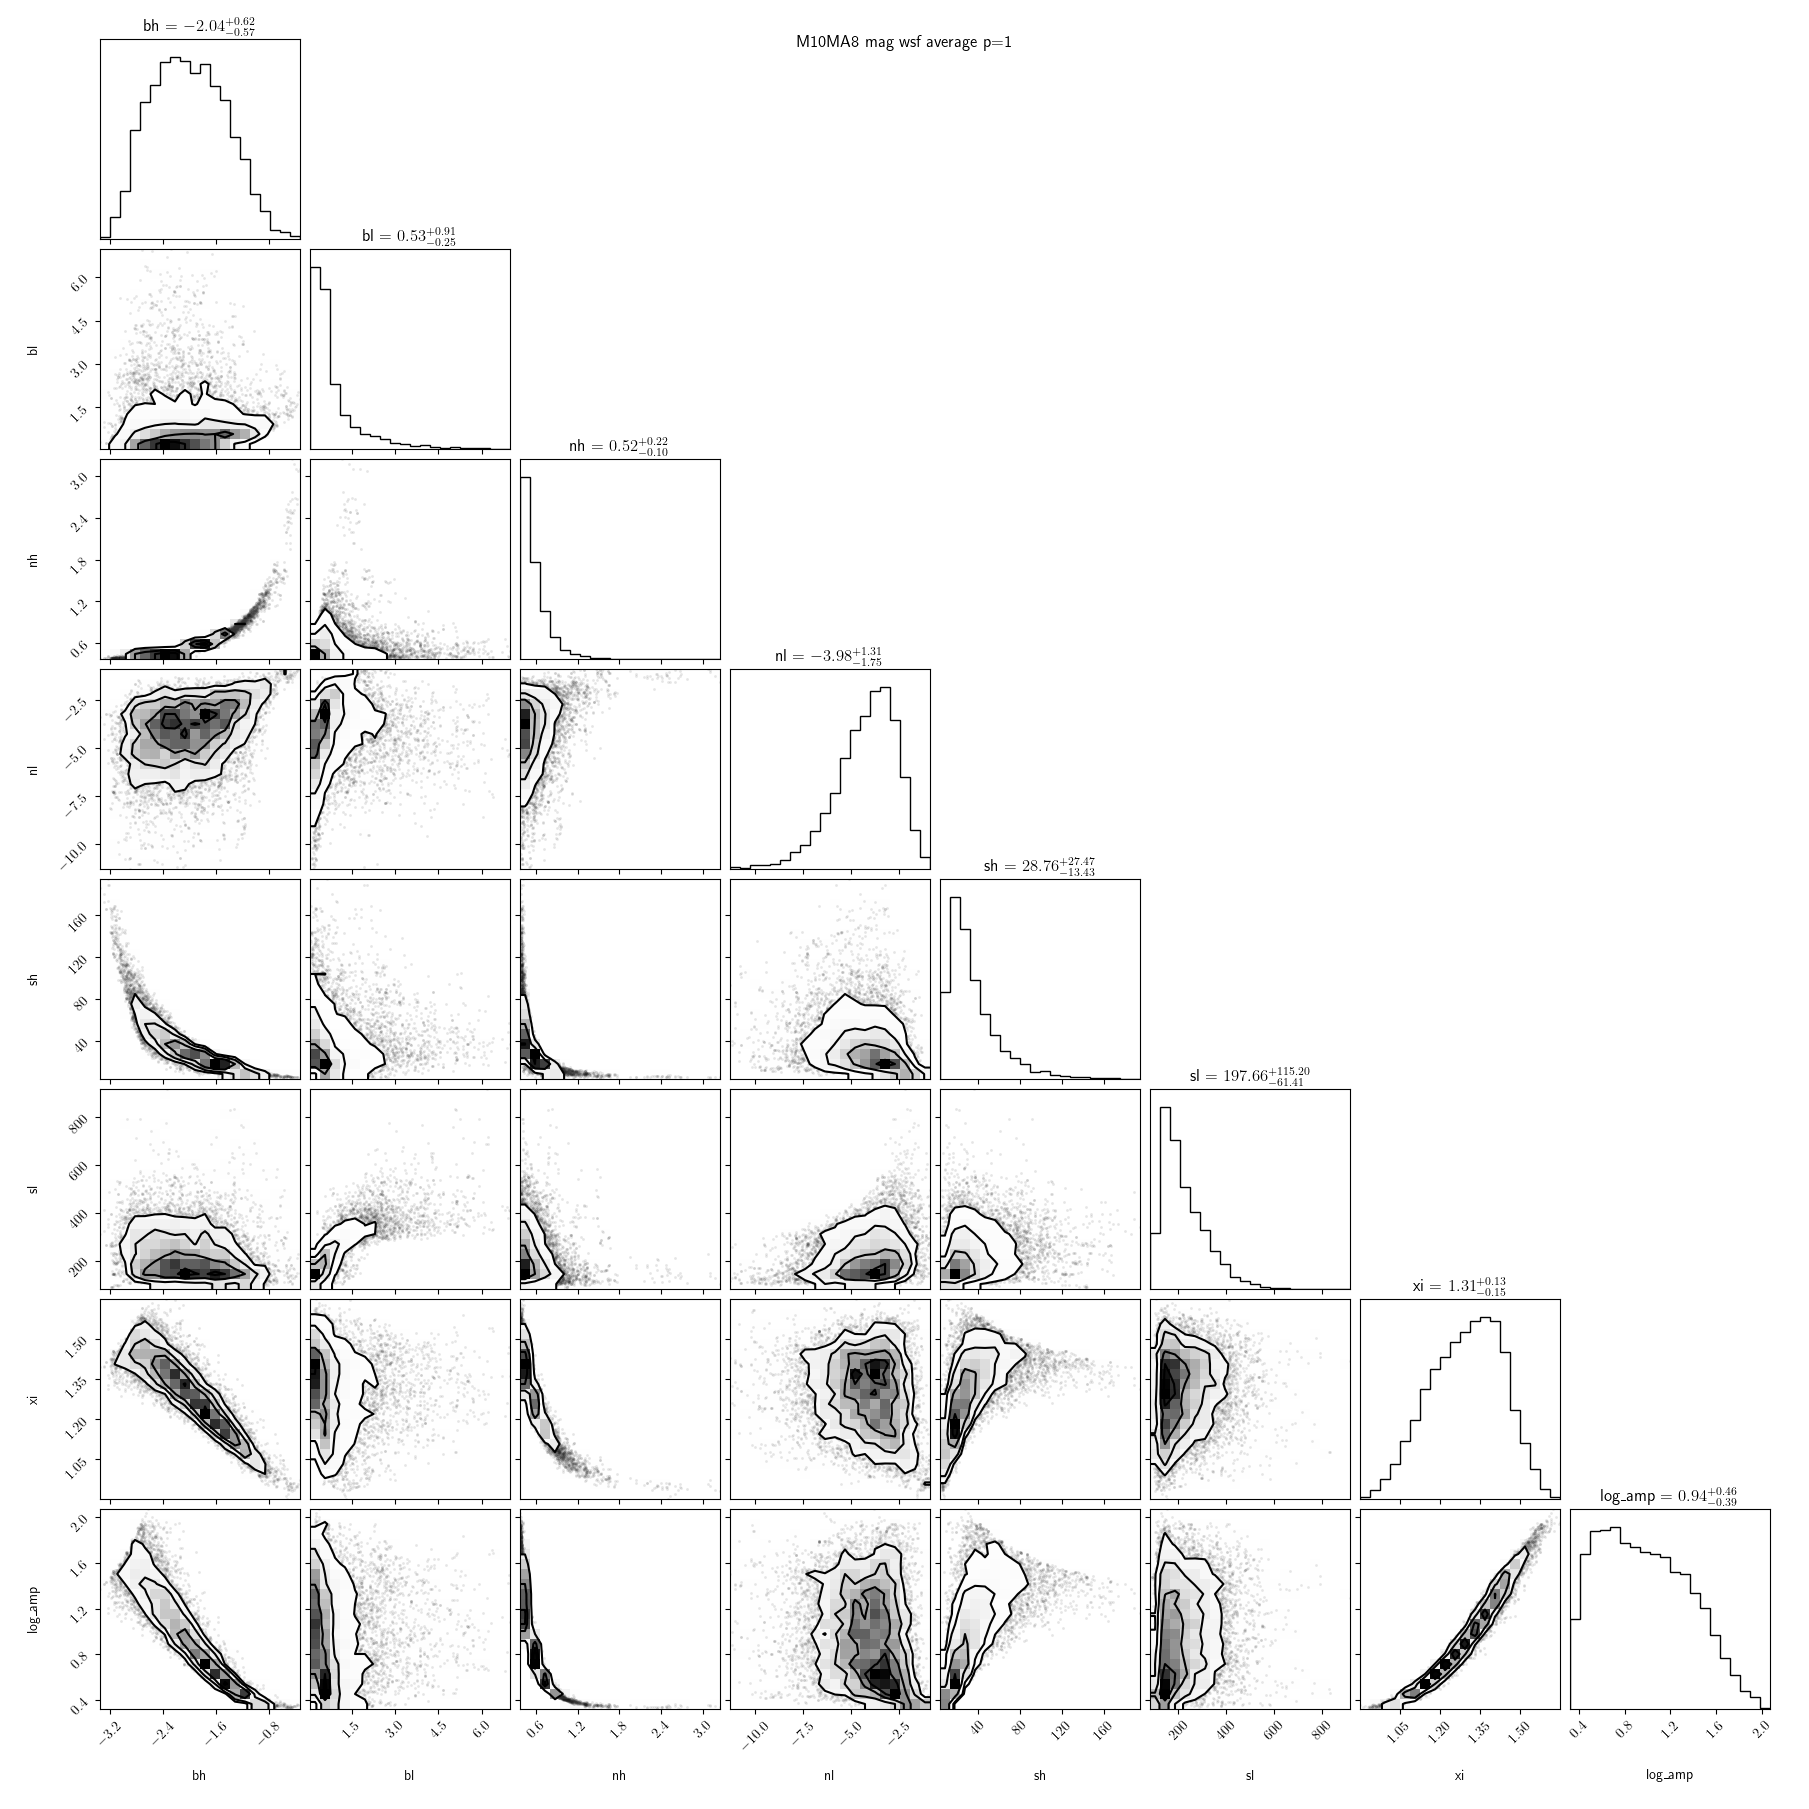 M10MA8 mag wsf average p=1
bh = −2.04+0.62−0.57
bl = 0.53+0.91−0.25
bl
6.0
4.5
3.0
1.5
nh = 0.52+0.22−0.10
nh
3.0
2.4
1.8
1.2
0.6
nl = −3.98+1.31−1.75
nl
−2.5
−5.0
−7.5
−10.0
sh = 28.76+27.47−13.43
sh
160
120
80
40
sl = 197.66+115.20−61.41
sl
800
600
400
200
xi = 1.31+0.13−0.15
xi
1.50
1.35
1.20
1.05
log_amp = 0.94+0.46−0.39
log_amp
2.0
1.6
1.2
0.8
0.4
−3.2 −2.4 −1.6 −0.8 1.5 3.0 4.5 6.0 0.6 1.2 1.8 2.4 3.0 −10.0 −7.5 −5.0 −2.5 40 80 120 160 200 400 600 800 1.05 1.20 1.35 1.50 0.4 0.8 1.2 1.6 2.0
bh bl nh nl sh sl xi log_amp